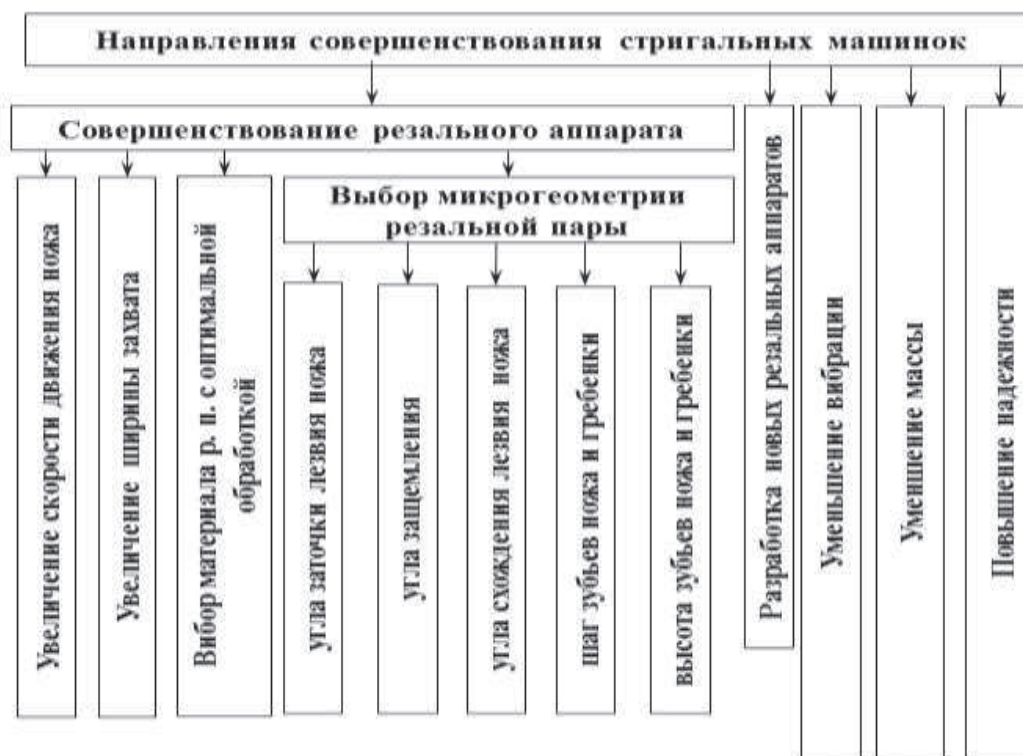 Направления совершенствования стригальных машинок
Совершенствование резального аппарата
Выбор микрогеометрии
резальной пары
Увеличение скорости движения ножа
Увеличение ширины захвата
Вибор материала р. п. с оптимальной
обработкой
угла заточки лезвия ножа
угла защемления
угла схождения лезвия ножа
шаг зубьев ножа и гребенки
высота зубьев ножа и гребенки
Разработка новых резальных аппаратов
Уменьшение вибрации
Уменшение массы
Повышение надежности